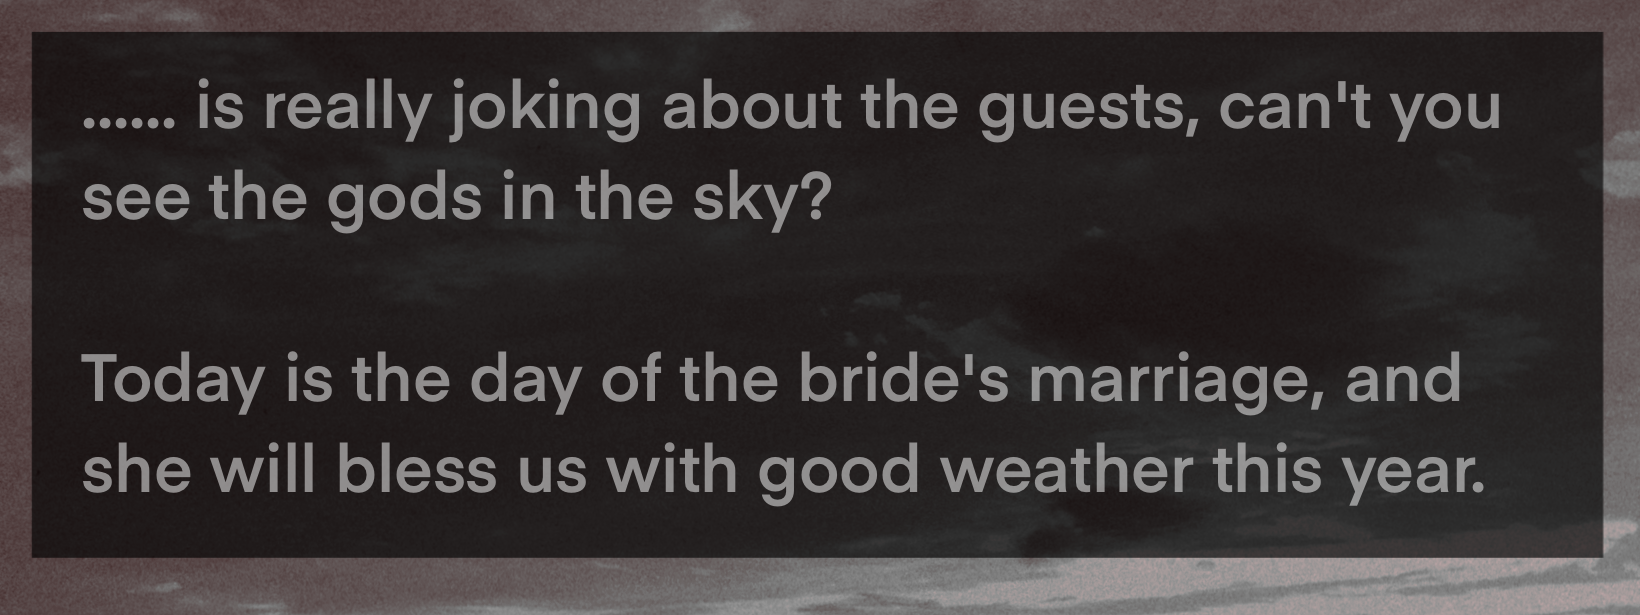 ...... is really joking about the guests, can't you
see the gods in the sky?
Today is the day of the bride's marriage, and
she will bless us with good weather this year.